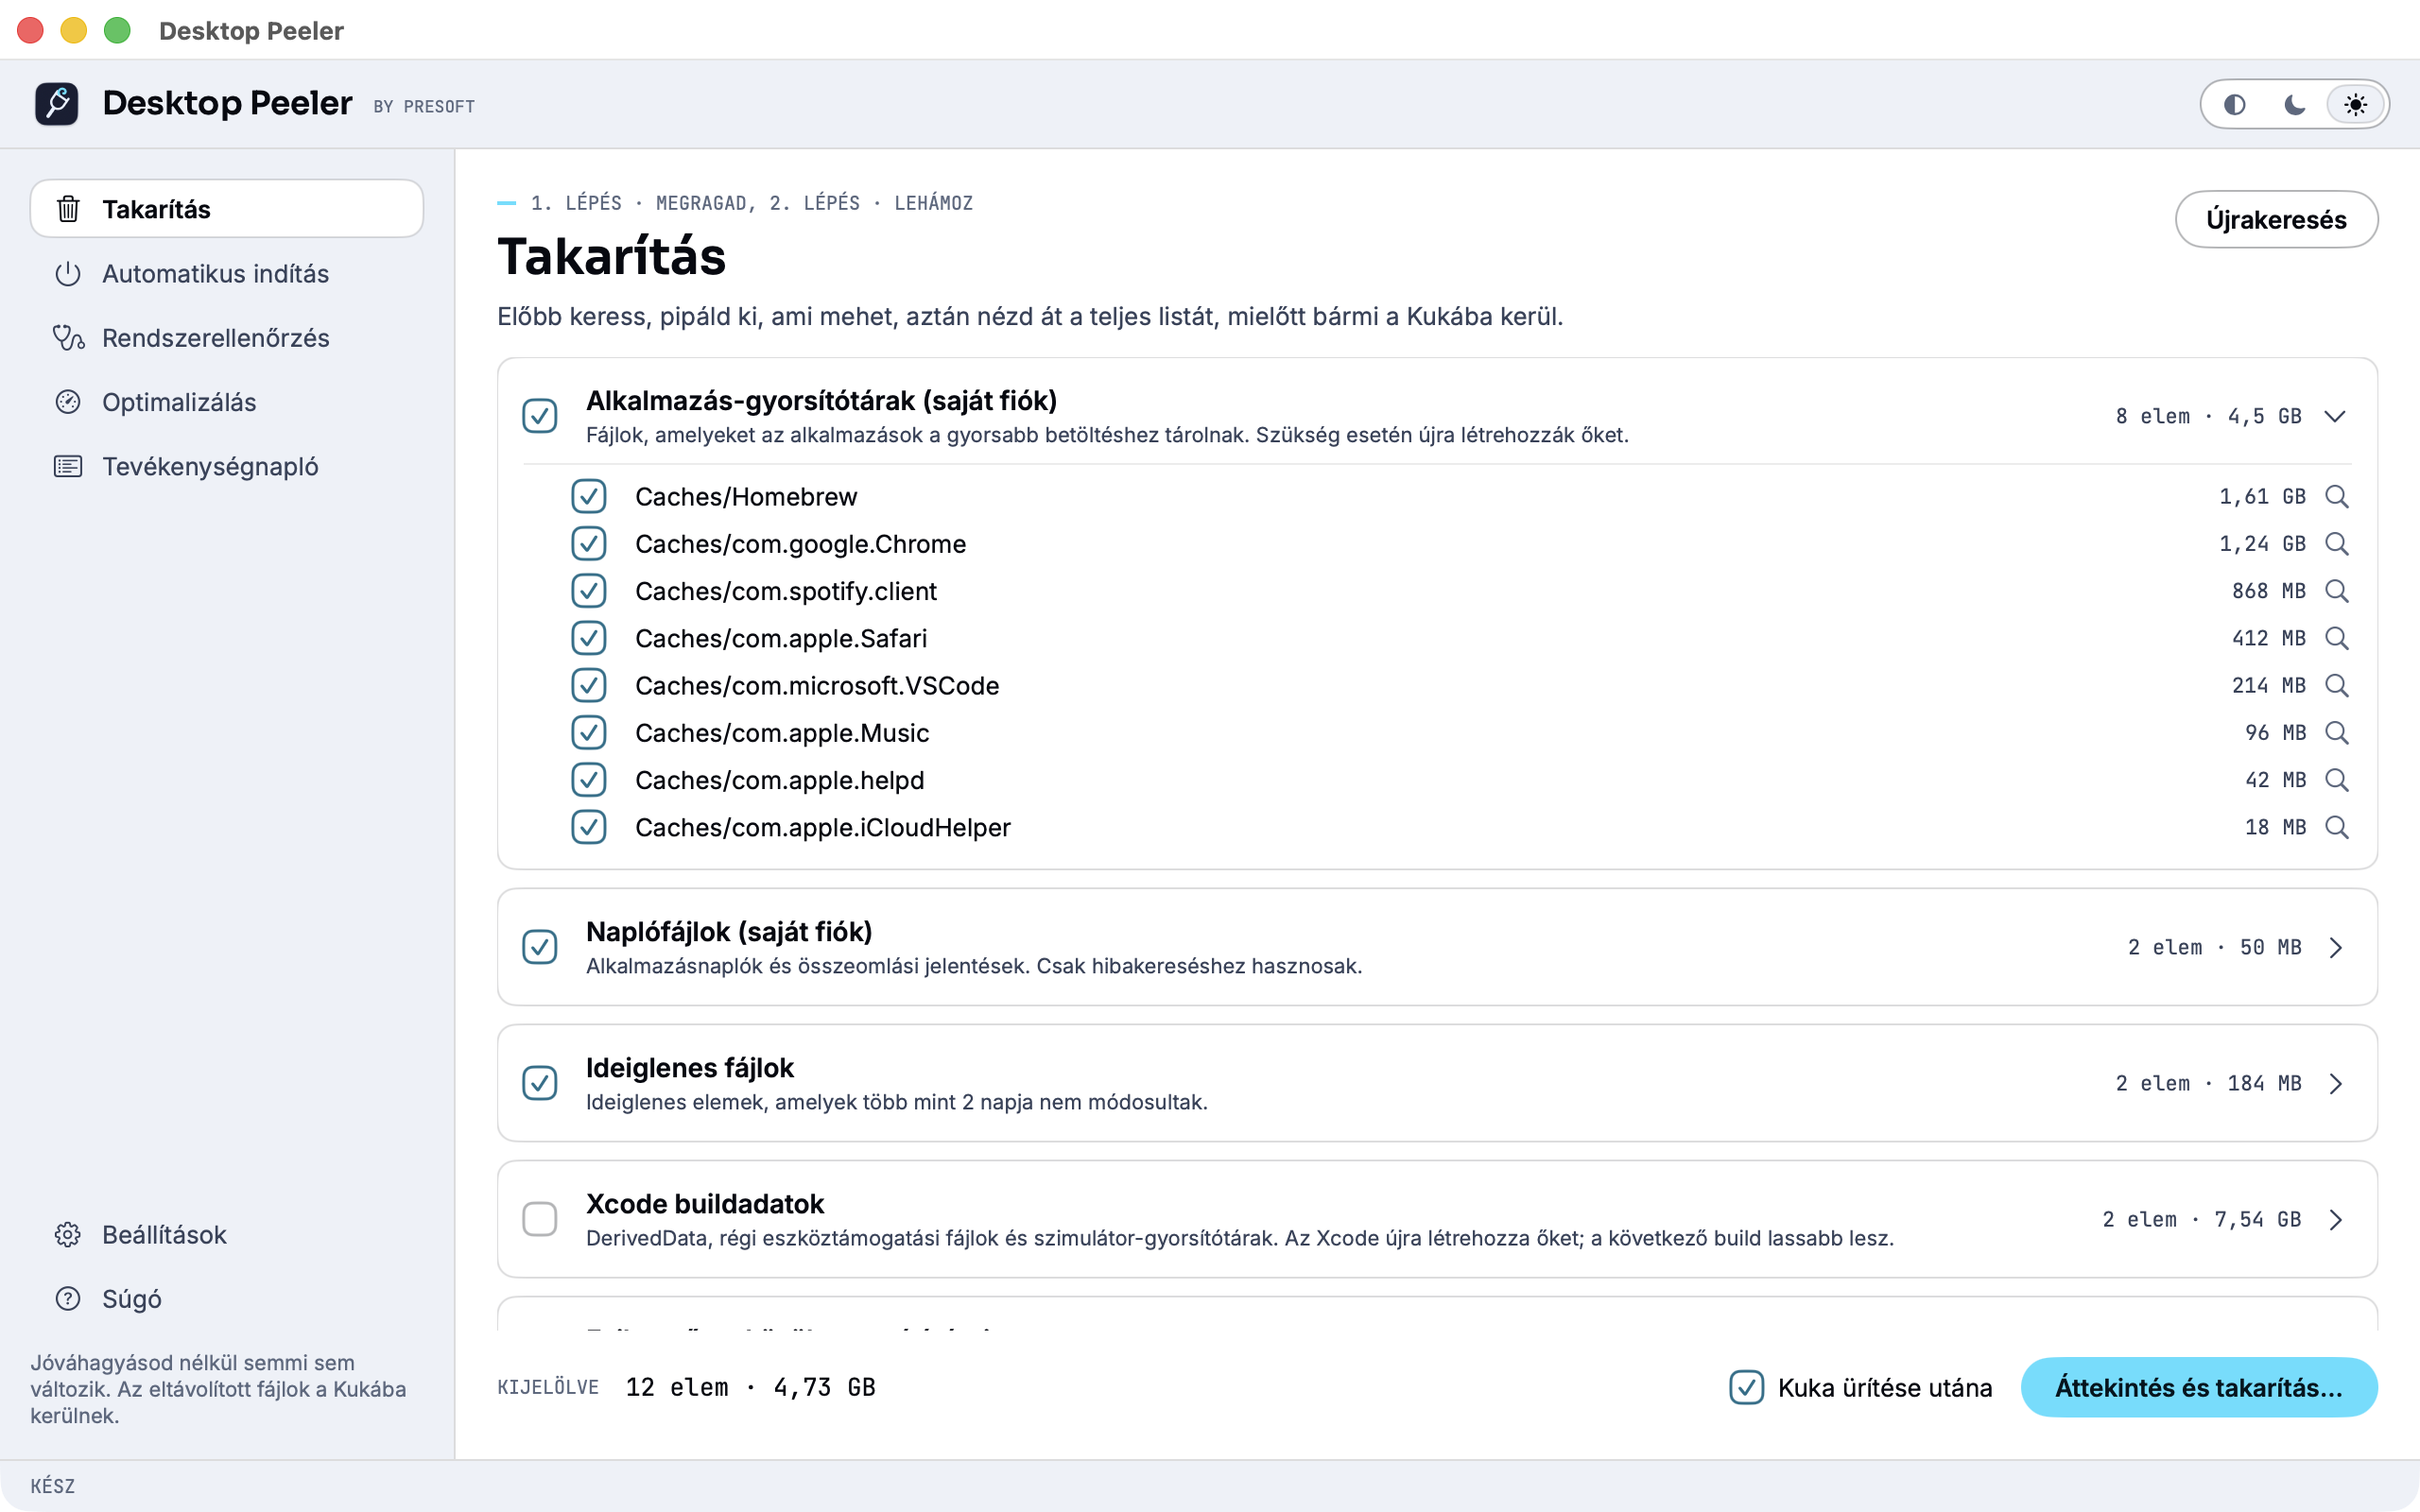 Desktop Peeler
Desktop Peeler BY PRESOFT
Takarítás
Automatikus indítás
Rendszerellenőrzés
Optimalizálás
Tevékenységnapló
Beállítások
Súgó
Jóváhagyásod nélkül semmi sem
változik. Az eltávolított fájlok a Kukába
kerülnek.
1. LÉPÉS · MEGRAGAD, 2. LÉPÉS · LEHÁMOZ
Takarítás
Újrakeresés
Előbb keress, pipáld ki, ami mehet, aztán nézd át a teljes listát, mielőtt bármi a Kukába kerül.
Alkalmazás-gyorsítótárak (saját fiók)
Fájlok, amelyeket az alkalmazások a gyorsabb betöltéshez tárolnak. Szükség esetén újra létrehozzák őket.
8 elem · 4,5 GB
Caches/Homebrew 1,61 GB
Caches/com.google.Chrome 1,24 GB
Caches/com.spotify.client 868 MB
Caches/com.apple.Safari 412 MB
Caches/com.microsoft.VSCode 214 MB
Caches/com.apple.Music 96 MB
Caches/com.apple.helpd 42 MB
Caches/com.apple.iCloudHelper 18 MB
Naplófájlok (saját fiók)
Alkalmazásnaplók és összeomlási jelentések. Csak hibakereséshez hasznosak.
2 elem · 50 MB
Ideiglenes fájlok
Ideiglenes elemek, amelyek több mint 2 napja nem módosultak.
2 elem · 184 MB
Xcode buildadatok
DerivedData, régi eszköztámogatási fájlok és szimulátor-gyorsítótárak. Az Xcode újra létrehozza őket; a következő build lassabb lesz.
2 elem · 7,54 GB
KIJELÖLVE 12 elem · 4,73 GB
Kuka ürítése utána
Áttekintés és takarítás...
KÉSZ